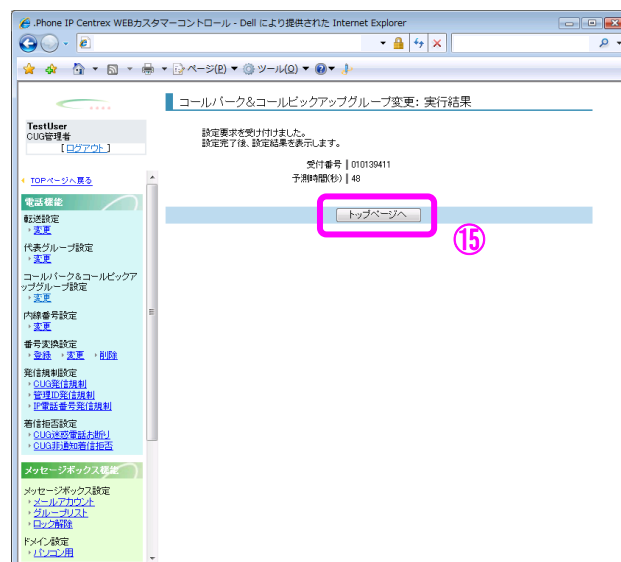 .Phone IP Centrex WEBカスタマーコントロール - Dell により提供された Internet Explorer
ページ(P) ツール(O)
コールパーク&コールピックアップグループ変更: 実行結果
TestUser
CUG管理者
[ログアウト]
設定要求を受け付けました。
設定完了後、設定結果を表示します。
受付番号 010139411
予測時間(秒) 48
トップページへ
⑮
TOPページへ戻る
電話機能
転送設定
変更
代表グループ設定
変更
コールパーク&コールピックア
ップグループ設定
変更
内線番号設定
変更
番号変換設定
登録 変更 削除
発信規制設定
CUG発信規制
管理ID発信規制
IP電話番号発信規制
着信拒否設定
CUG迷惑電話お断り
CUG非通知着信拒否
メッセージボックス機能
メッセージボックス設定
メールアカウント
グループリスト
ロック解除
ドメイン設定
パソコン用